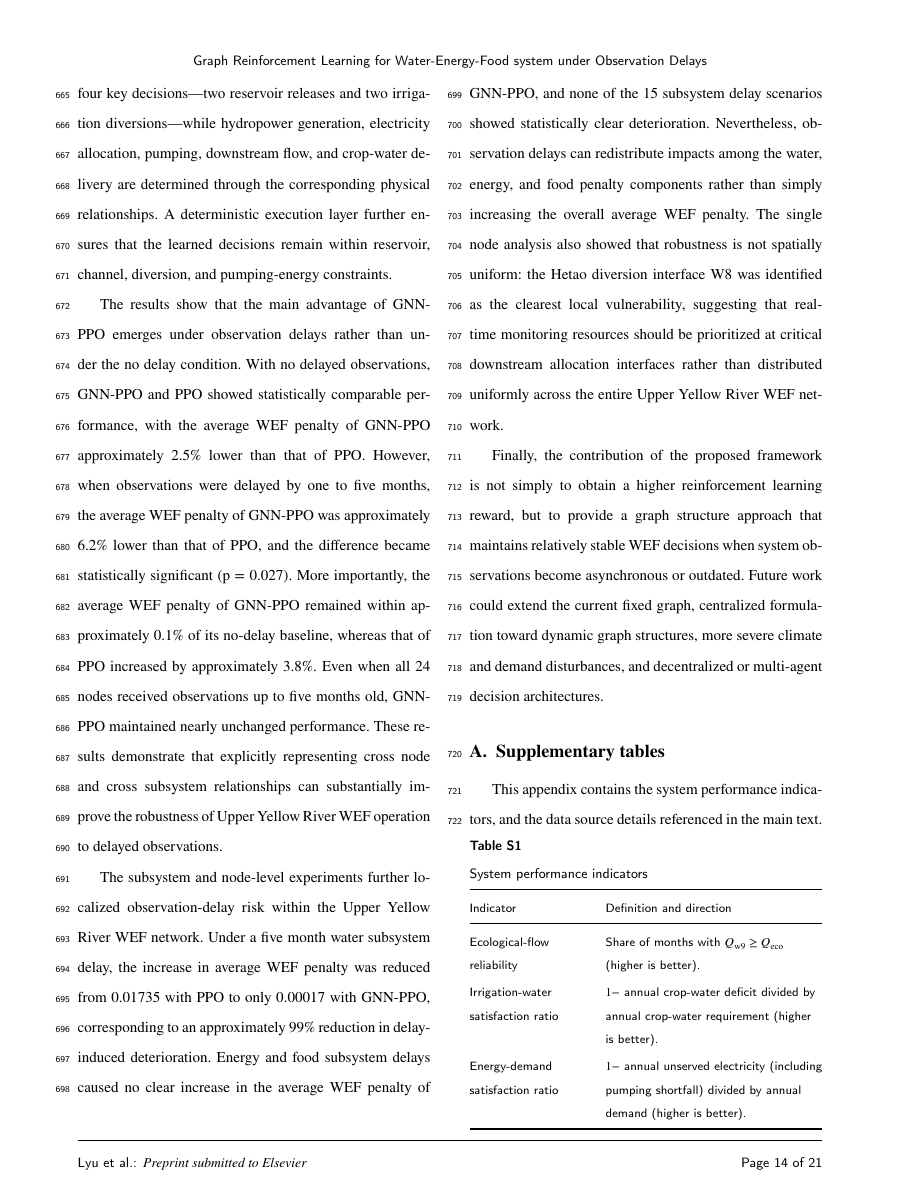 Graph Reinforcement Learning for Water-Energy-Food system under Observation Delays
665 four key decisions—two reservoir releases and two irriga-
666 tion diversions—while hydropower generation, electricity
667 allocation, pumping, downstream flow, and crop-water de-
668 livery are determined through the corresponding physical
669 relationships. A deterministic execution layer further en-
670 sures that the learned decisions remain within reservoir,
671 channel, diversion, and pumping-energy constraints.
672 The results show that the main advantage of GNN-
673 PPO emerges under observation delays rather than un-
674 der the no delay condition. With no delayed observations,
675 GNN-PPO and PPO showed statistically comparable per-
676 formance, with the average WEF penalty of GNN-PPO
677 approximately 2.5% lower than that of PPO. However,
678 when observations were delayed by one to five months,
679 the average WEF penalty of GNN-PPO was approximately
680 6.2% lower than that of PPO, and the difference became
681 statistically significant (p = 0.027). More importantly, the
682 average WEF penalty of GNN-PPO remained within ap-
683 proximately 0.1% of its no-delay baseline, whereas that of
684 PPO increased by approximately 3.8%. Even when all 24
685 nodes received observations up to five months old, GNN-
686 PPO maintained nearly unchanged performance. These re-
687 sults demonstrate that explicitly representing cross node
688 and cross subsystem relationships can substantially im-
689 prove the robustness of Upper Yellow River WEF operation
690 to delayed observations.
691 The subsystem and node-level experiments further lo-
692 calized observation-delay risk within the Upper Yellow
693 River WEF network. Under a five month water subsystem
694 delay, the increase in average WEF penalty was reduced
695 from 0.01735 with PPO to only 0.00017 with GNN-PPO,
696 corresponding to an approximately 99% reduction in delay-
697 induced deterioration. Energy and food subsystem delays
698 caused no clear increase in the average WEF penalty of
699 GNN-PPO, and none of the 15 subsystem delay scenarios
700 showed statistically clear deterioration. Nevertheless, ob-
701 servation delays can redistribute impacts among the water,
702 energy, and food penalty components rather than simply
703 increasing the overall average WEF penalty. The single
704 node analysis also showed that robustness is not spatially
705 uniform: the Hetao diversion interface W8 was identified
706 as the clearest local vulnerability, suggesting that real-
707 time monitoring resources should be prioritized at critical
708 downstream allocation interfaces rather than distributed
709 uniformly across the entire Upper Yellow River WEF net-
710 work.
711 Finally, the contribution of the proposed framework
712 is not simply to obtain a higher reinforcement learning
713 reward, but to provide a graph structure approach that
714 maintains relatively stable WEF decisions when system ob-
715 servations become asynchronous or outdated. Future work
716 could extend the current fixed graph, centralized formula-
717 tion toward dynamic graph structures, more severe climate
718 and demand disturbances, and decentralized or multi-agent
719 decision architectures.
720 A. Supplementary tables
721 This appendix contains the system performance indica-
722 tors, and the data source details referenced in the main text.
Table S1
System performance indicators
Indicator Definition and direction
Ecological-flow Share of months with Qw9 ≥ Qeco
reliability (higher is better).
Irrigation-water 1− annual crop-water deficit divided by
satisfaction ratio annual crop-water requirement (higher
is better).
Energy-demand 1− annual unserved electricity (including
satisfaction ratio pumping shortfall) divided by annual
demand (higher is better).
Lyu et al.: Preprint submitted to Elsevier Page 14 of 21